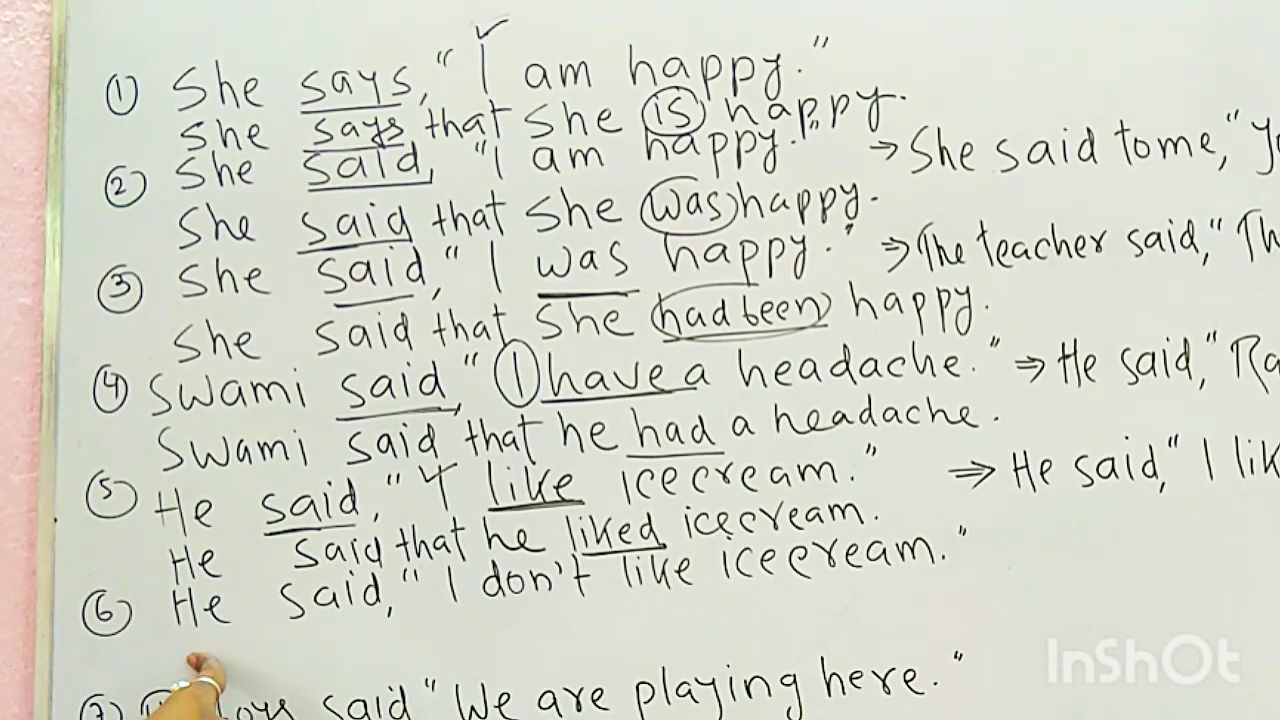 ① She says, "I am happy."
She says that she is happy.
② She said, "I am happy."
→ She said to me, "
She said that she was happy.
③ She said, "I was happy."
⇒ The teacher said, "Th
She said that she had been happy.
④ Swami said, "I have a headache."
⇒ He said, "Ra
Swami said that he had a headache.
⑤ He said, "I like icecream."
⇒ He said, "I lik
He said that he liked icecream.
⑥ He said, "I don't like icecream."
⑦ said "We are playing here."
InShOt